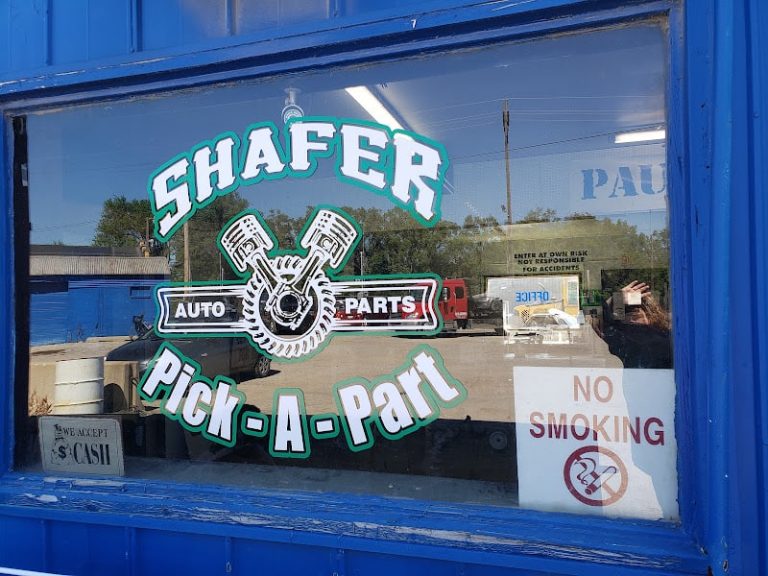 SHAFER
AUTO PARTS
Pick-A-Part
PAU
ENTER AT OWN RISK
NOT RESPONSIBLE
FOR ACCIDENTS
OFFICE
NO
SMOKING
WE ACCEPT
$ CASH